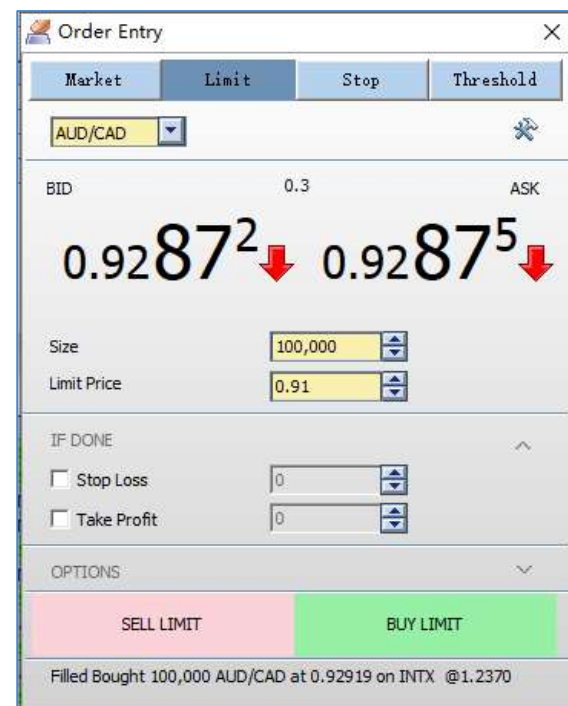 Order Entry
Market Limit Stop Threshold
AUD/CAD
BID 0.3 ASK
0.92872 0.92875
Size 100,000
Limit Price 0.91
IF DONE
Stop Loss 0
Take Profit 0
OPTIONS
SELL LIMIT BUY LIMIT
Filled Bought 100,000 AUD/CAD at 0.92919 on INTX @1.2370